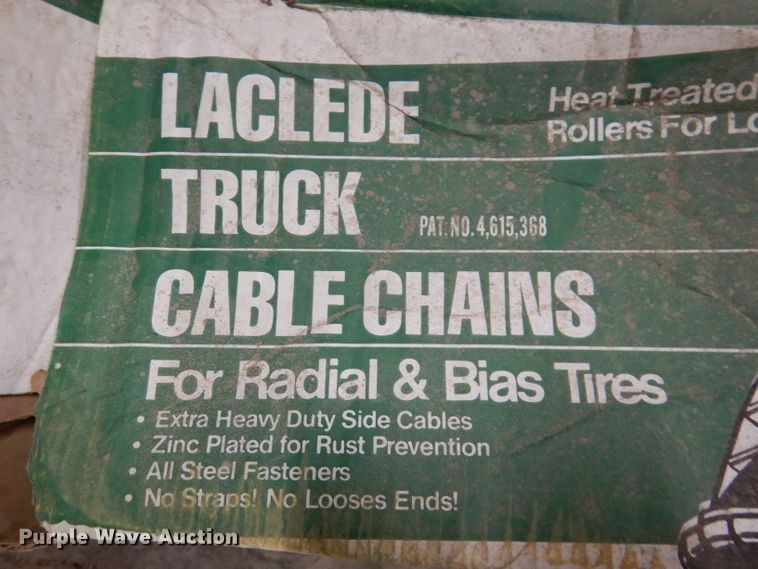 LACLEDE
Heat Treated
Rollers For
TRUCK
PAT. NO. 4,615,368
CABLE CHAINS
For Radial & Bias Tires
• Extra Heavy Duty Side Cables
• Zinc Plated for Rust Prevention
• All Steel Fasteners
• No Straps! No Looses Ends!
Purple Wave Auction